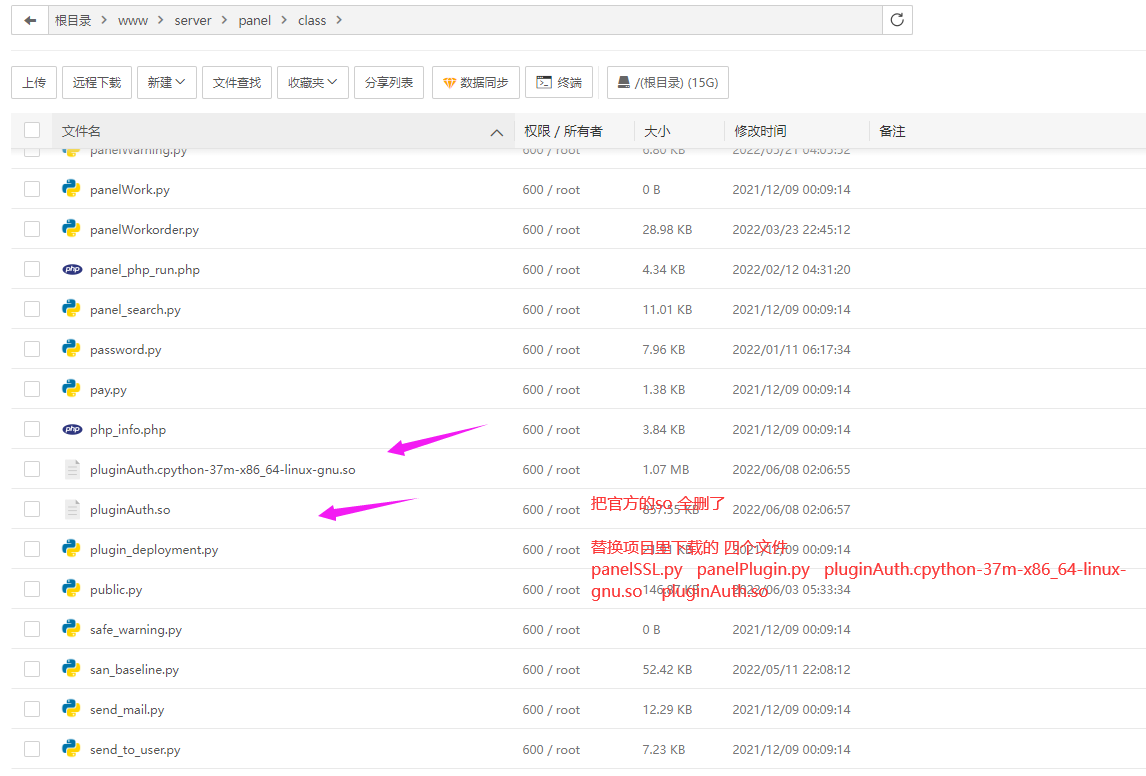 根目录 > www > server > panel > class >
上传 远程下载 新建 文件查找 收藏夹 分享列表 数据同步 终端 /(根目录) (15G)
文件名 权限 / 所有者 大小 修改时间 备注
panelWarning.py 600 / root 6.80 KB 2022/05/21 04:05:52
panelWork.py 600 / root 0 B 2021/12/09 00:09:14
panelWorkorder.py 600 / root 28.98 KB 2022/03/23 22:45:12
panel_php_run.php 600 / root 4.34 KB 2022/02/12 04:31:20
panel_search.py 600 / root 11.01 KB 2021/12/09 00:09:14
password.py 600 / root 7.96 KB 2022/01/11 06:17:34
pay.py 600 / root 1.38 KB 2021/12/09 00:09:14
php_info.php 600 / root 3.84 KB 2021/12/09 00:09:14
pluginAuth.cpython-37m-x86_64-linux-gnu.so 600 / root 1.07 MB 2022/06/08 02:06:55
把官方的so 全删了
pluginAuth.so 600 / root 857.55 KB 2022/06/08 02:06:57
替换项目里下载的 四个文件
plugin_deployment.py 600 / root KB 2021/12/09 00:09:14
panelSSL.py panelPlugin.py pluginAuth.cpython-37m-x86_64-linux-
gnu.so pluginAuth.so
public.py 600 / root KB 2022/06/03 05:33:34
safe_warning.py 600 / root 0 B 2021/12/09 00:09:14
san_baseline.py 600 / root 52.42 KB 2022/05/11 22:08:12
send_mail.py 600 / root 12.29 KB 2021/12/09 00:09:14
send_to_user.py 600 / root 7.23 KB 2021/12/09 00:09:14